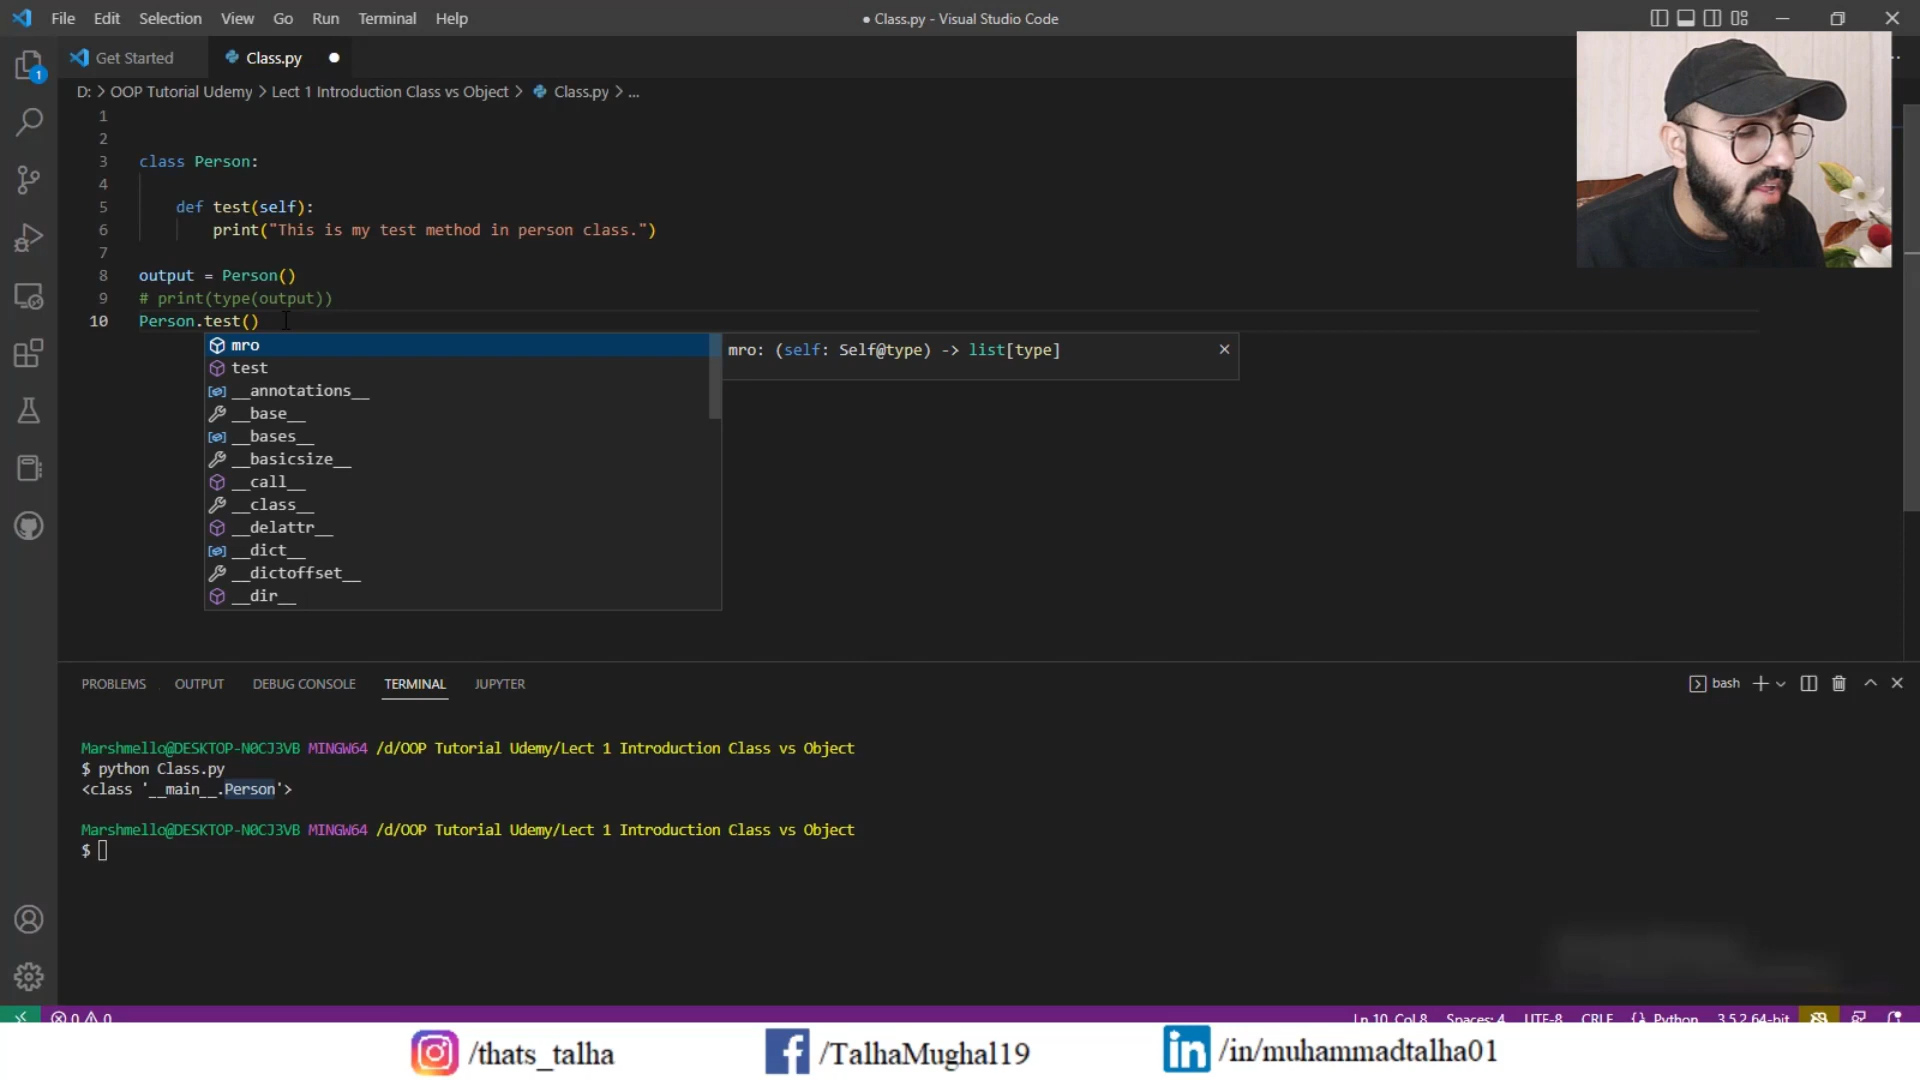 File Edit Selection View Go Run Terminal Help
● Class.py - Visual Studio Code
Get Started
Class.py
1
D: > OOP Tutorial Udemy > Lect 1 Introduction Class vs Object > Class.py > ...
1
2
3 class Person:
4
5 def test(self):
6 print("This is my test method in person class.")
7
8 output = Person()
9 # print(type(output))
10 Person.test()
mro
mro: (self: Self@type) -> list[type]
test
__annotations__
__base__
__bases__
__basicsize__
__call__
__class__
__delattr__
__dict__
__dictoffset__
__dir__
PROBLEMS OUTPUT DEBUG CONSOLE TERMINAL JUPYTER
bash
Marshmello@DESKTOP-N0CJ3VB MINGW64 /d/OOP Tutorial Udemy/Lect 1 Introduction Class vs Object
$ python Class.py
<class '__main__.Person'>
Marshmello@DESKTOP-N0CJ3VB MINGW64 /d/OOP Tutorial Udemy/Lect 1 Introduction Class vs Object
$
0 0
Ln 10, Col 8 Spaces: 4 UTF-8 CRLF Python 3.5.2 64-bit
/thats_talha
/TalhaMughal19
in /in/muhammadtalha01